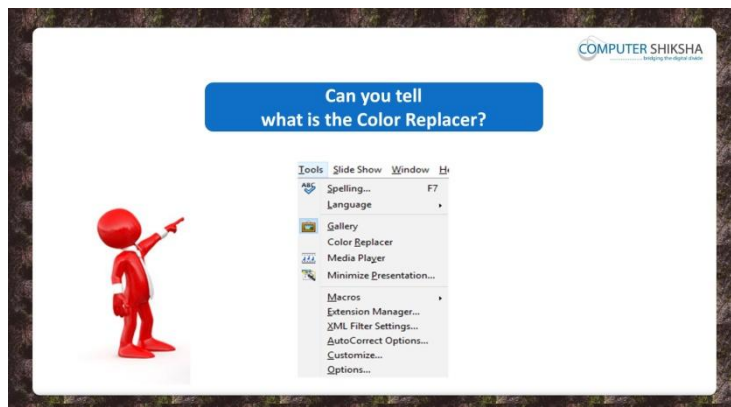 COMPUTER SHIKSHA
bridging the digital divide
Can you tell
what is the Color Replacer?
Tools Slide Show Window
ABC Spelling... F7
Language
Gallery
Color Replacer
Media Player
Minimize Presentation...
Macros
Extension Manager...
XML Filter Settings...
AutoCorrect Options...
Customize...
Options...